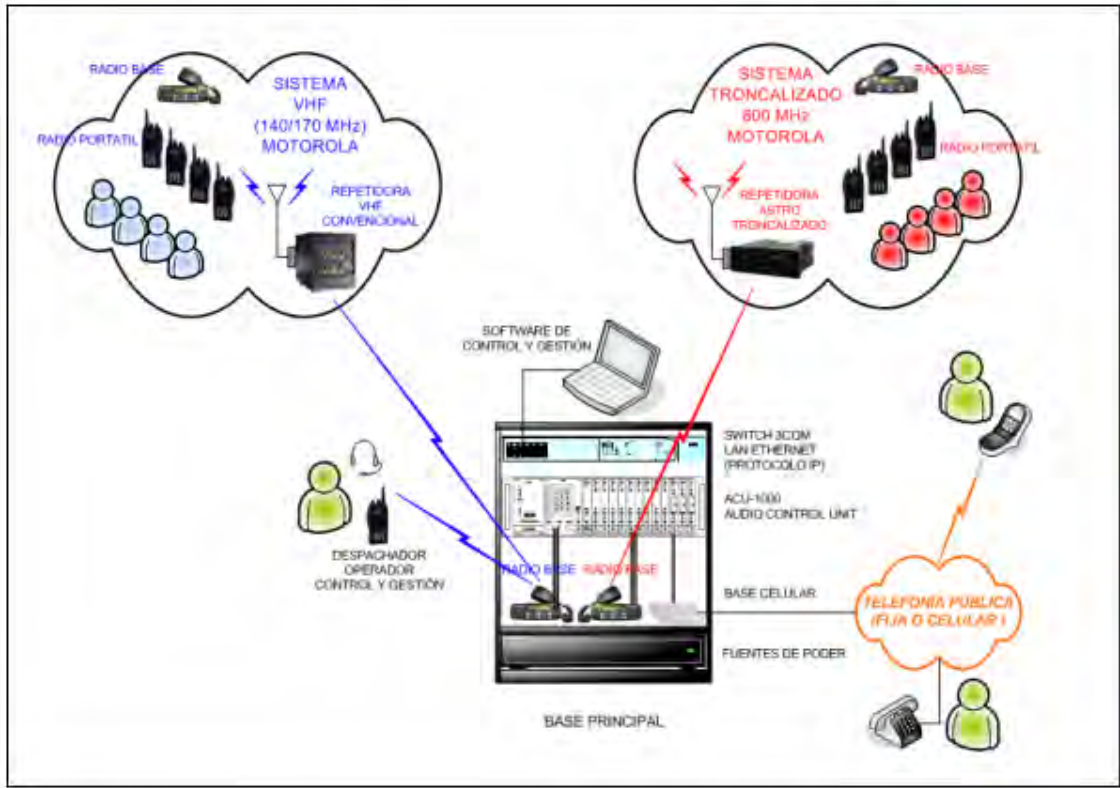 RADIO BASE
SISTEMA
VHF
(140/170 MHz)
MOTOROLA
RADIO PORTATIL
REPETIDORA
VHF
CONVENCIONAL
SISTEMA
TRONCALIZADO
800 MHz
MOTOROLA
RADIO BASE
RADIO PORTATIL
REPETIDORA
ASTRO
TRONCALIZADO
SOFTWARE DE
CONTROL Y GESTIÓN
SWITCH 3COM
LAN ETHERNET
(PROTOCOLO IP)
ACU-1000
AUDIO CONTROL UNIT
DESPACHADOR
OPERADOR
CONTROL Y GESTIÓN
RADIO BASE
RADIO BASE
BASE CELULAR
TELEFONÍA PÚBLICA
(FIJA O CELULAR )
FUENTES DE PODER
BASE PRINCIPAL